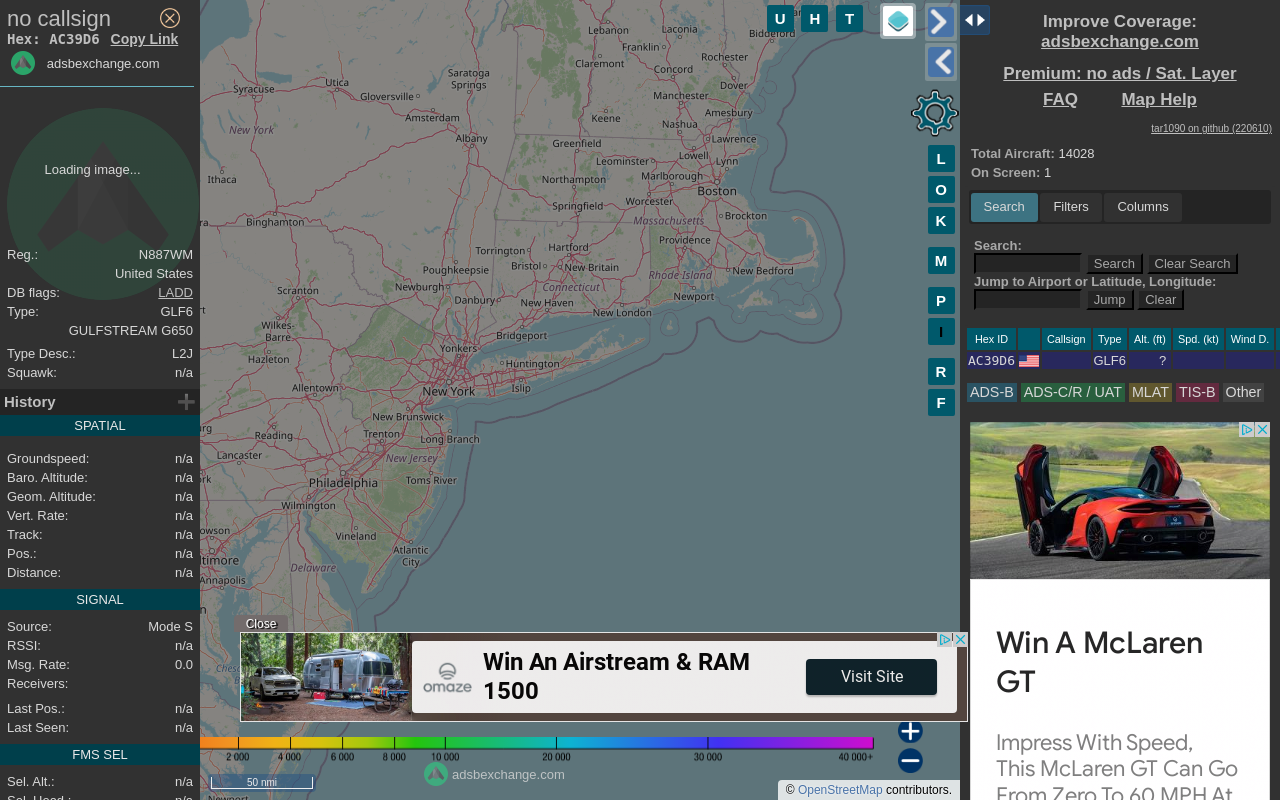 no callsign
Hex: AC39D6 Copy Link
adsbexchange.com
Loading image...
Reg.: N887WM
United States
DB flags: LADD
Type: GLF6
GULFSTREAM G650
Type Desc.: L2J
Squawk: n/a
History
SPATIAL
Groundspeed: n/a
Baro. Altitude: n/a
Geom. Altitude: n/a
Vert. Rate: n/a
Track: n/a
Pos.: n/a
Distance: n/a
SIGNAL
Source: Mode S
RSSI: n/a
Msg. Rate: 0.0
Receivers:
Last Pos.: n/a
Last Seen: n/a
FMS SEL
Sel. Alt.: n/a
U H T
L
O
K
M
P
I
R
F
Lebanon
Laconia
Biddeford
Franklin
Claremont
Rochester
Concord
Dover
Saratoga
Springs
Utica
Syracuse
Gloversville
Manchester
Amesbury
Amsterdam
Keene
Nashua
New York
Albany
Greenfield
Lawrence
Leominster
Lowell
Lynn
Ithaca
Northampton
Marlborough
Boston
Worcester
Springfield
Binghamton
Massachusetts
Brockton
Providence
Torrington
Hartford
Bristol
New Britain
Poughkeepsie
Rhode Island
New Bedford
Connecticut
Scranton
Danbury
New Haven
Newport
New London
Wilkes-
Barre
Bridgeport
Yonkers
Hazleton
Huntington
Allentown
New York
Islip
New Brunswick
Reading
Trenton
Long Branch
Lancaster
New Jersey
Philadelphia
Toms River
Wilmington
Vineland
Atlantic
City
Annapolis
Delaware
Close
omaze
Win An Airstream & RAM
1500
Visit Site
2 000 4 000 6 000 8 000 10 000 20 000 30 000 40 000+
adsbexchange.com
50 nmi
© OpenStreetMap contributors.
Improve Coverage:
adsbexchange.com
Premium: no ads / Sat. Layer
FAQ Map Help
tar1090 on github (220610)
Total Aircraft: 14028
On Screen: 1
Search Filters Columns
Search:
Search Clear Search
Jump to Airport or Latitude, Longitude:
Jump Clear
Hex ID Callsign Type Alt. (ft) Spd. (kt) Wind D.
AC39D6 GLF6 ?
ADS-B ADS-C/R / UAT MLAT TIS-B Other
Win A McLaren
GT
Impress With Speed,
This McLaren GT Can Go
From Zero To 60 MPH At